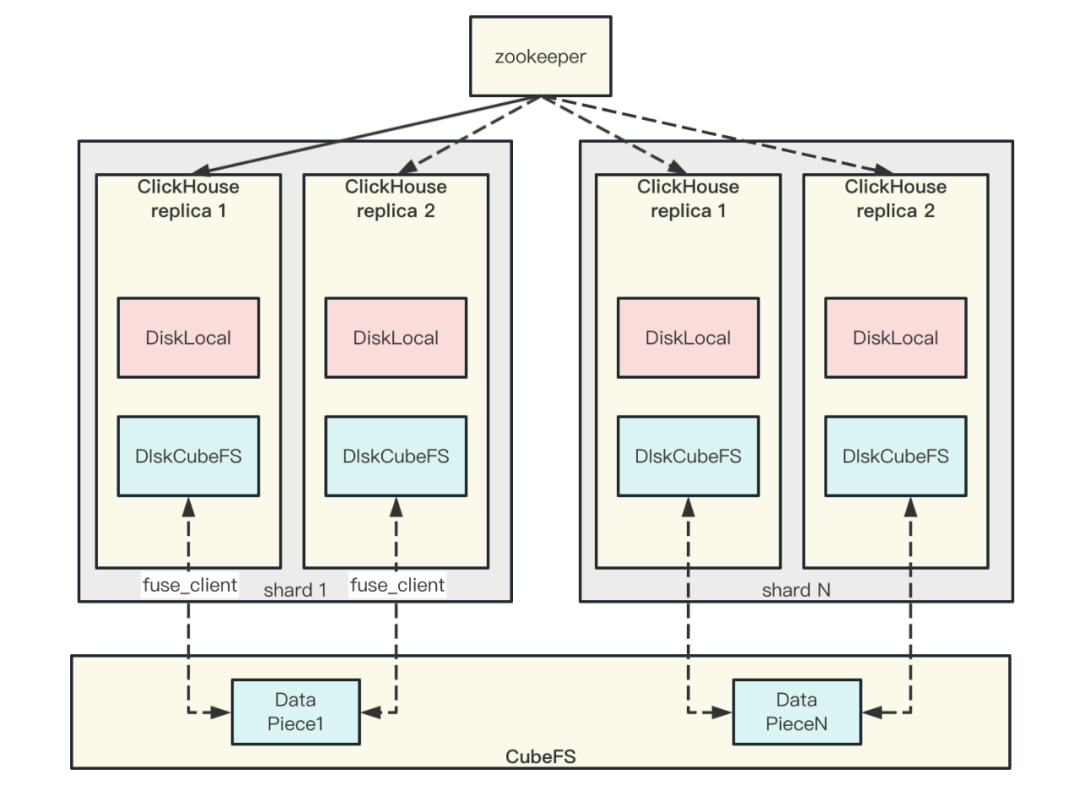 zookeeper
ClickHouse
replica 1
ClickHouse
replica 2
ClickHouse
replica 1
ClickHouse
replica 2
DiskLocal
DiskLocal
DiskLocal
DiskLocal
DIskCubeFS
DIskCubeFS
DIskCubeFS
DIskCubeFS
fuse_client
shard 1
fuse_client
shard N
Data
Piece1
Data
PieceN
CubeFS